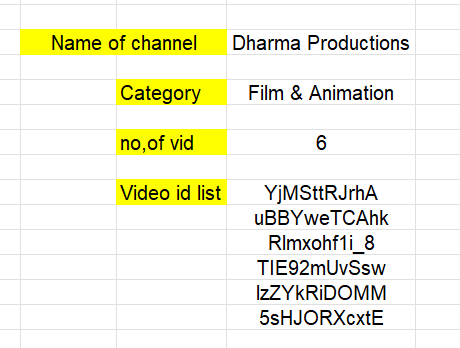 Name of channel Dharma Productions
Category Film & Animation
no,of vid 6
Video id list YjMSttRJrhA
uBBYweTCAhk
Rlmxohf1i_8
TIE92mUvSsw
lzZYkRiDOMM
5sHJORXcxtE